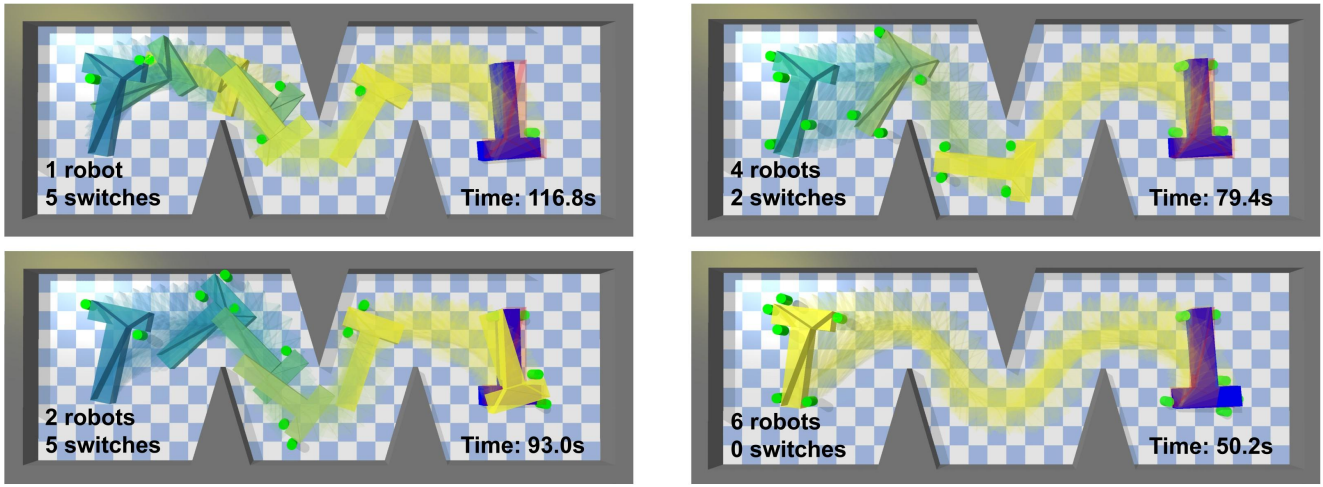 1 robot
5 switches
Time: 116.8s
4 robots
2 switches
Time: 79.4s
2 robots
5 switches
Time: 93.0s
6 robots
0 switches
Time: 50.2s